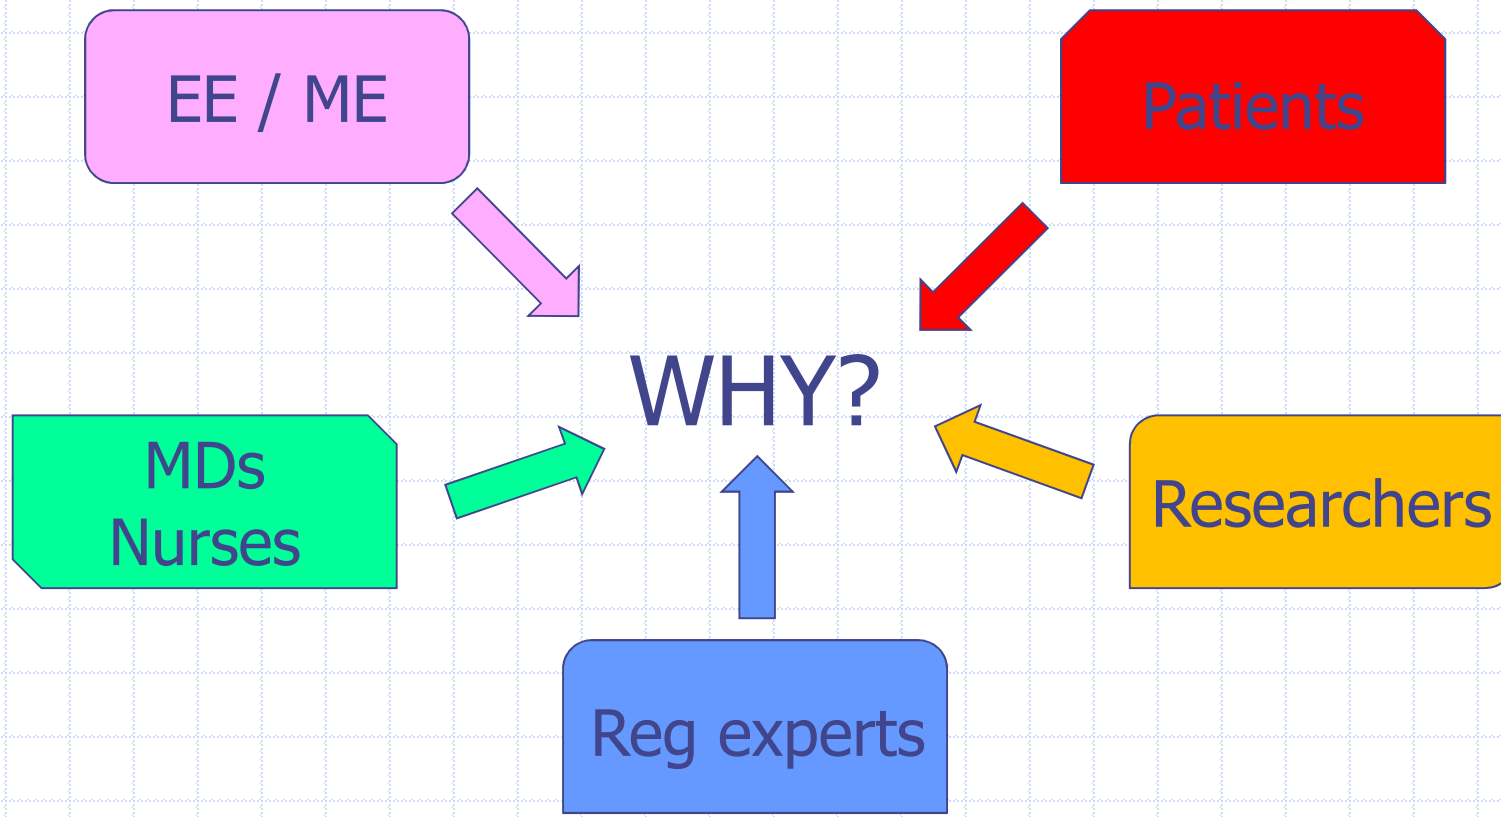 EE / ME
Patients
WHY?
MDs
Nurses
Researchers
Reg experts